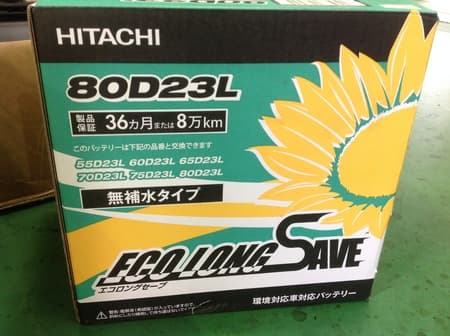 HITACHI
80D23L
製品保証 36カ月または8万km
このバッテリーは下記の品番と交換できます
55D23L 60D23L 65D23L
70D23L 75D23L 80D23L
無補水タイプ
ECO LONG SAVE
エコロングセーブ
環境対応車対応バッテリー